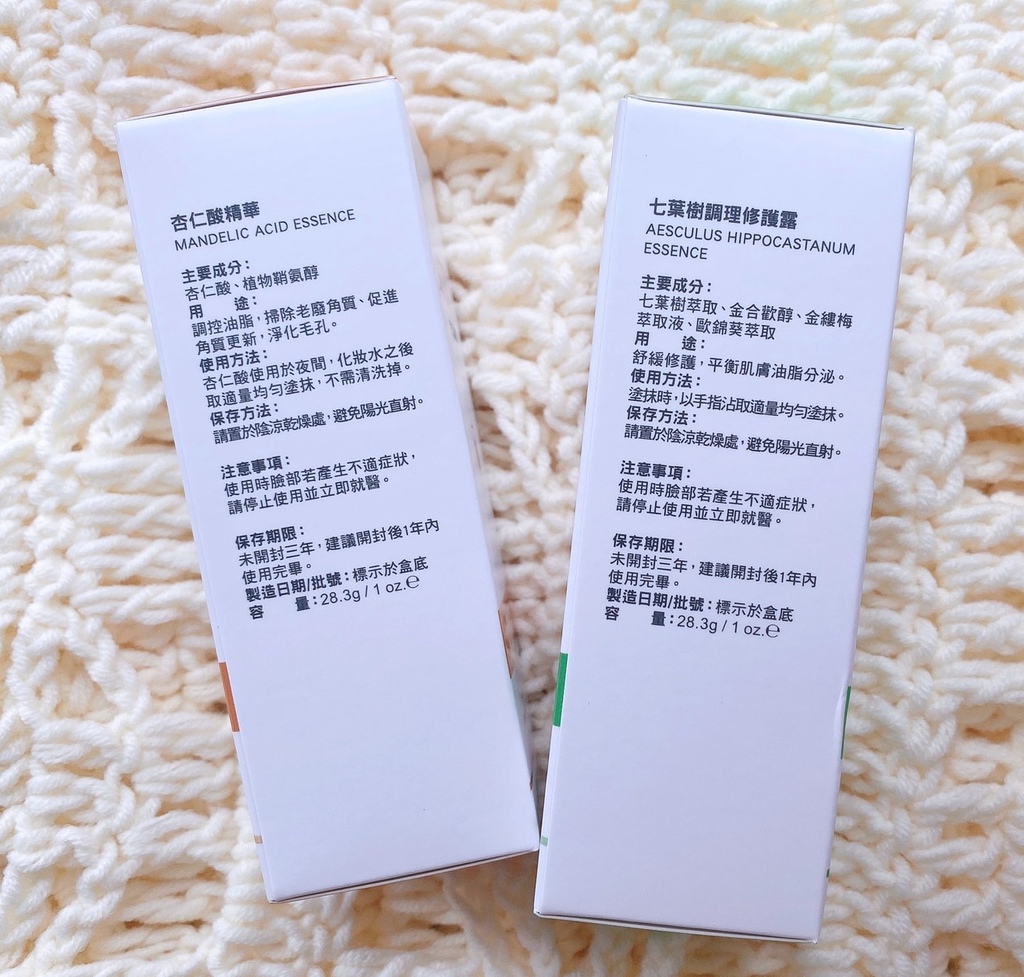 杏仁酸精華
MANDELIC ACID ESSENCE
主要成分：
杏仁酸、植物鞘氨醇
用　　途：
調控油脂，掃除老廢角質、促進
角質更新，淨化毛孔。
使用方法：
杏仁酸使用於夜間，化妝水之後
取適量均勻塗抹，不需清洗掉。
保存方法：
請置於陰涼乾燥處，避免陽光直射。
注意事項：
使用時臉部若產生不適症狀，
請停止使用並立即就醫。
保存期限：
未開封三年，建議開封後1年內
使用完畢。
製造日期/批號：標示於盒底
容　　量：28.3g / 1 oz.℮
七葉樹調理修護露
AESCULUS HIPPOCASTANUM
ESSENCE
主要成分：
七葉樹萃取、金合歡醇、金縷梅
萃取液、歐錦葵萃取
用　　途：
舒緩修護，平衡肌膚油脂分泌。
使用方法：
塗抹時，以手指沾取適量均勻塗抹。
保存方法：
請置於陰涼乾燥處，避免陽光直射。
注意事項：
使用時臉部若產生不適症狀，
請停止使用並立即就醫。
保存期限：
未開封三年，建議開封後1年內
使用完畢。
製造日期/批號：標示於盒底
容　　量：28.3g / 1 oz.℮